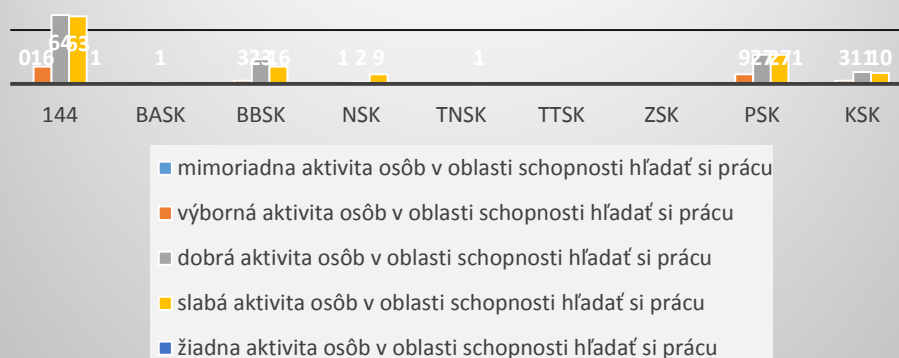 0 16 64 63 1 1 3 23 16 1 2 9 1 9 27 27 1 3 11 10
144 BASK BBSK NSK TNSK TTSK ZSK PSK KSK
mimoriadna aktivita osôb v oblasti schopnosti hľadať si prácu
výborná aktivita osôb v oblasti schopnosti hľadať si prácu
dobrá aktivita osôb v oblasti schopnosti hľadať si prácu
slabá aktivita osôb v oblasti schopnosti hľadať si prácu
žiadna aktivita osôb v oblasti schopnosti hľadať si prácu